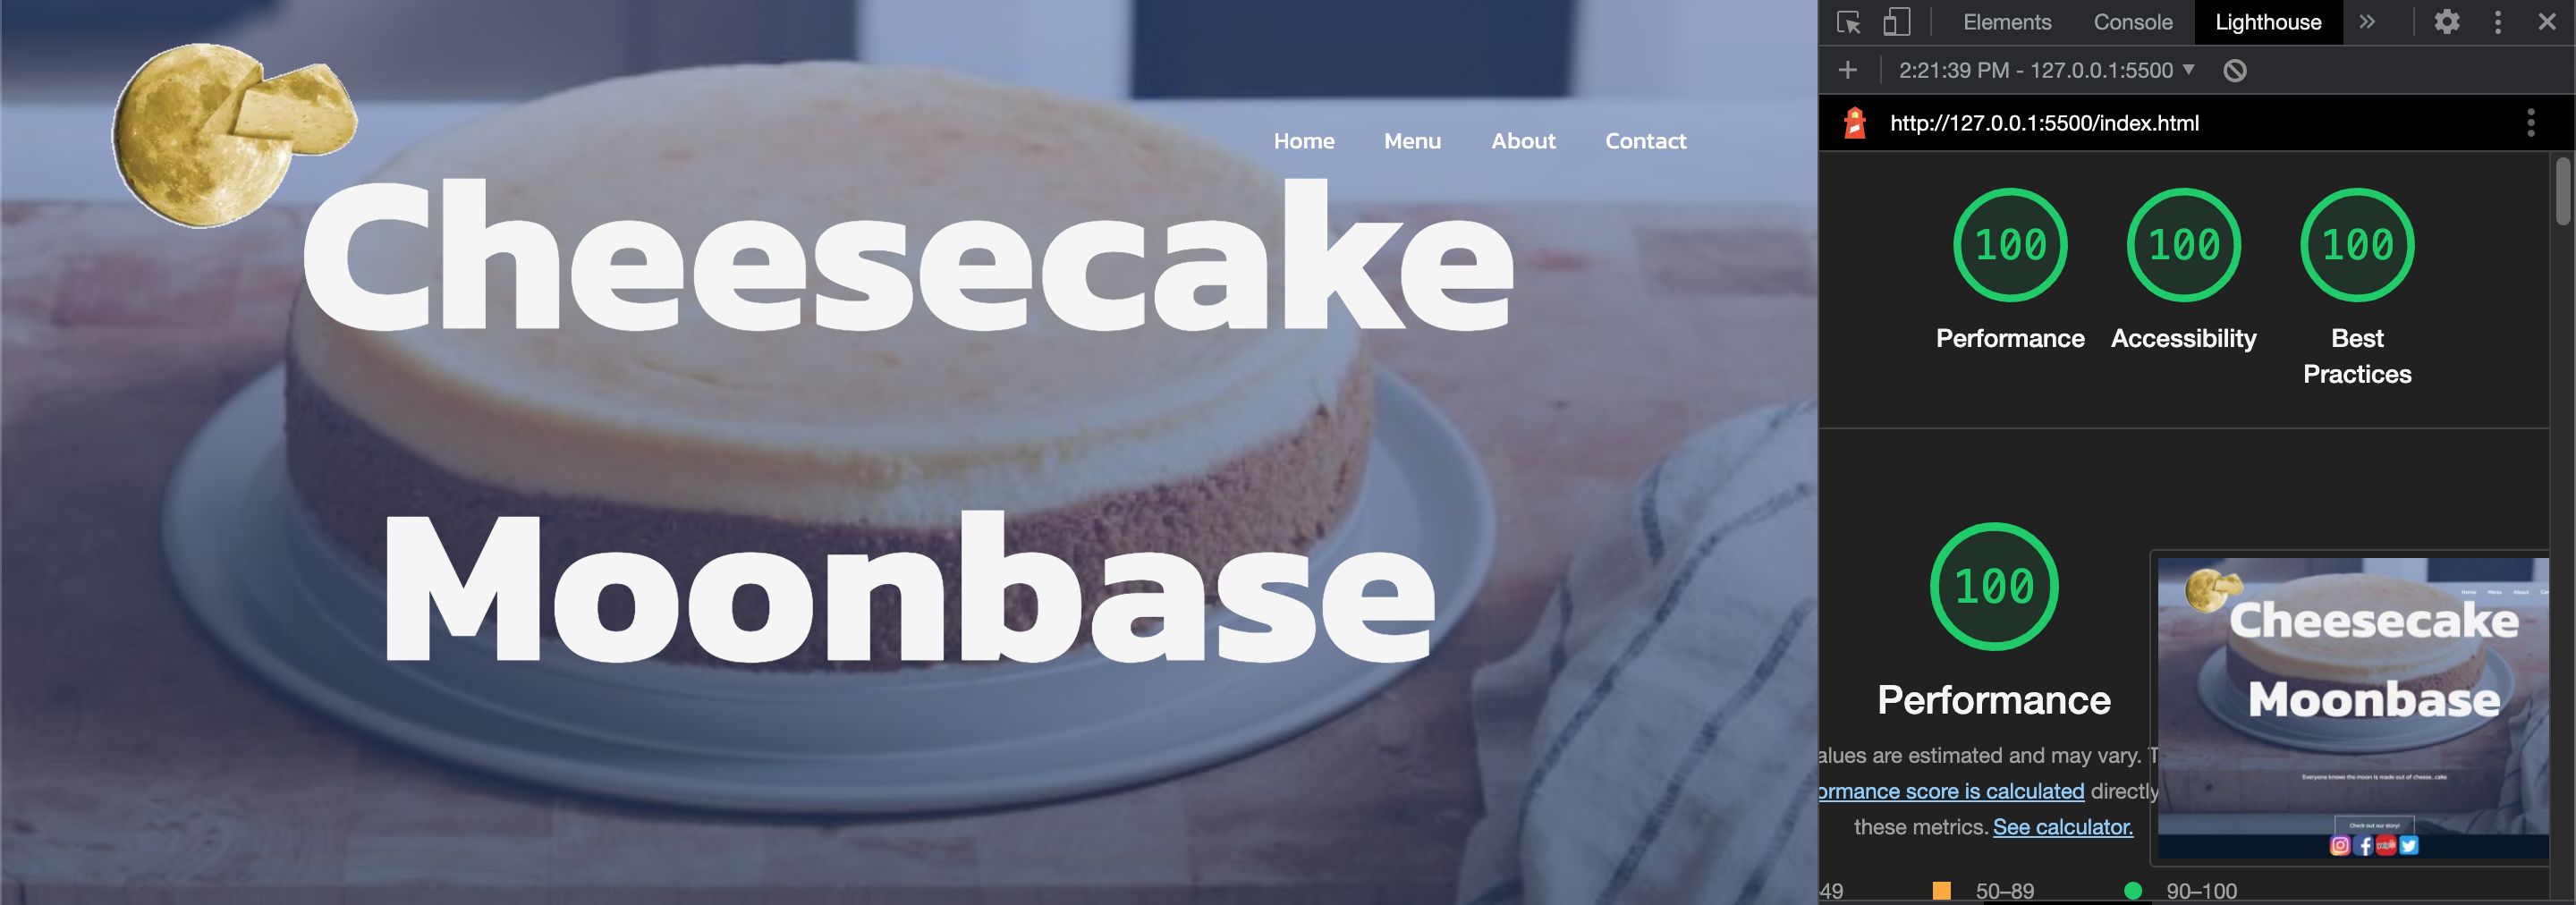 Home Menu About Contact
Cheesecake
Moonbase
Elements Console Lighthouse »
2:21:39 PM - 127.0.0.1:5500
http://127.0.0.1:5500/index.html
100 100 100
Performance Accessibility Best
Practices
100
Performance
alues are estimated and may vary. T
ormance score is calculated directly
these metrics. See calculator.
49 50–89 90–100
Home Menu About
Cheesecake
Moonbase
Everyone knows the moon is made out of cheese, cake
Check out our story!